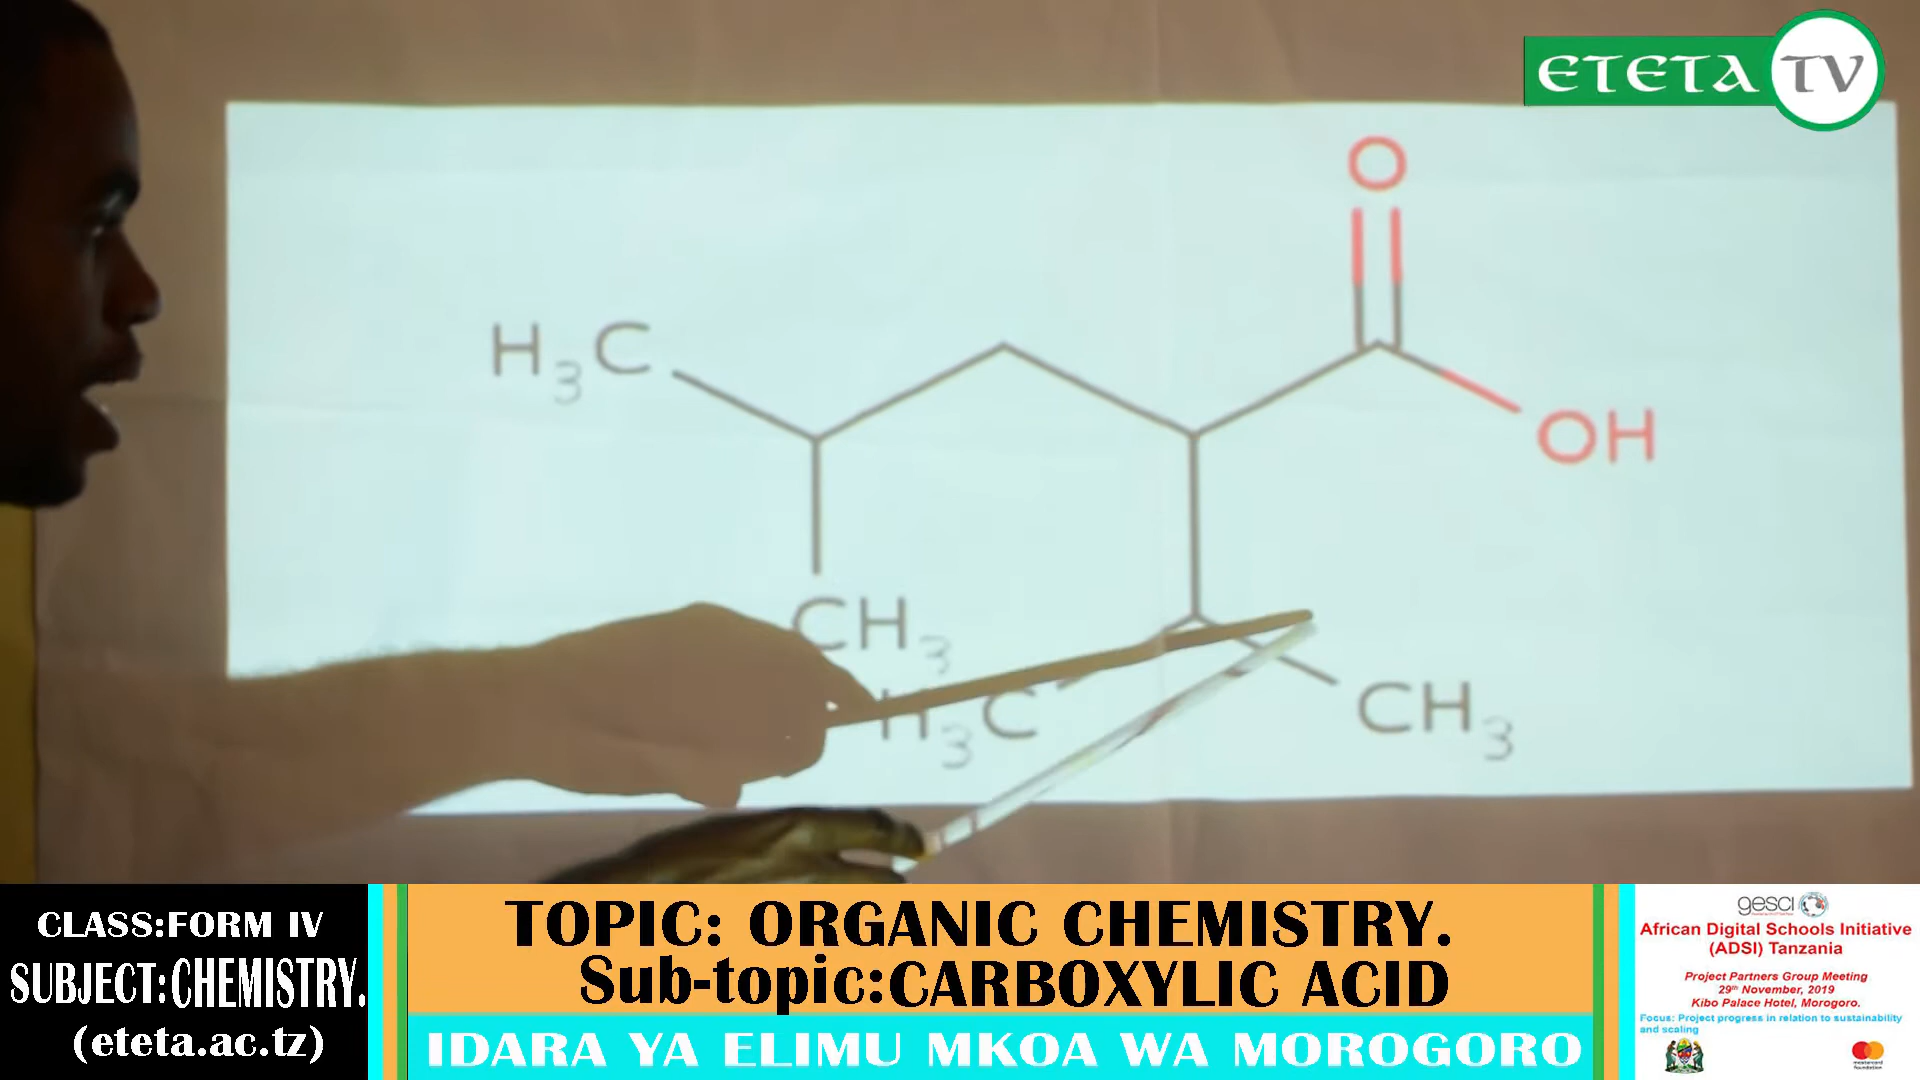 ETETA TV
O
H3C
OH
CH3
H3C
CH3
CLASS:FORM IV
SUBJECT:CHEMISTRY.
(eteta.ac.tz)
TOPIC: ORGANIC CHEMISTRY.
Sub-topic:CARBOXYLIC ACID
IDARA YA ELIMU MKOA WA MOROGORO
gesci
African Digital Schools Initiative
(ADSI) Tanzania
Project Partners Group Meeting
29th November, 2019
Kibo Palace Hotel, Morogoro.
Focus: Project progress in relation to sustainability
and scaling